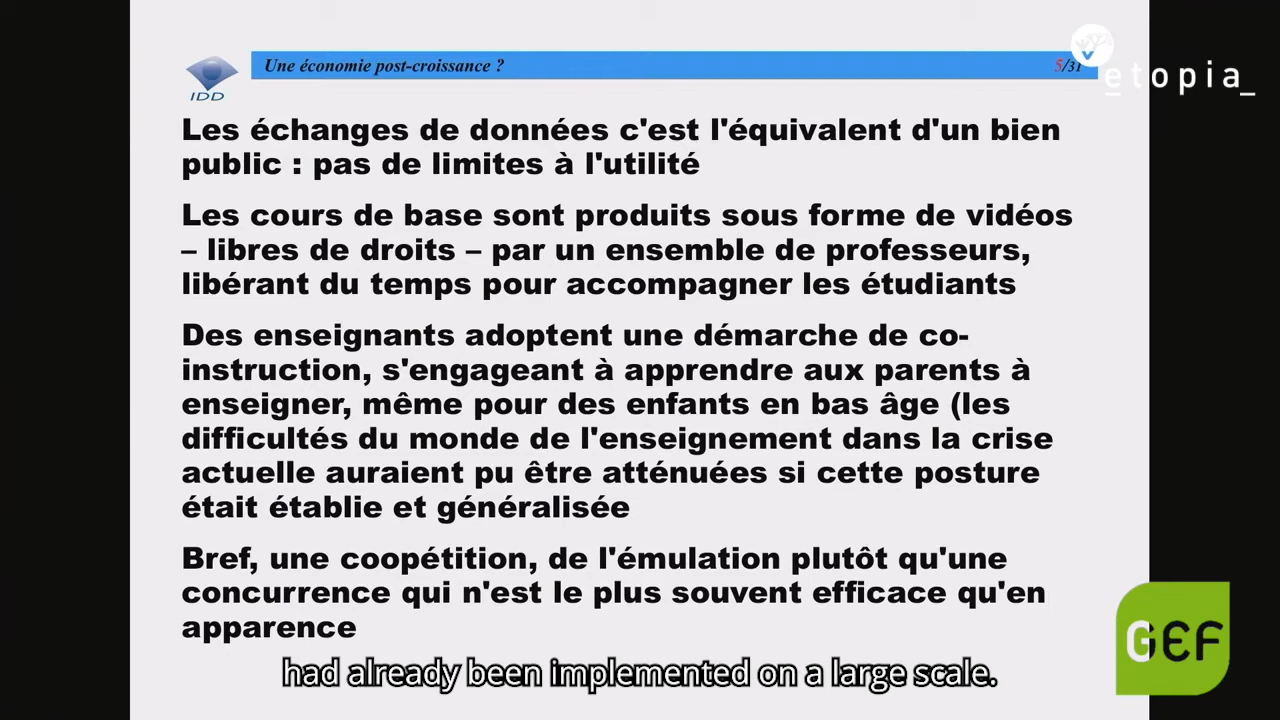 Une économie post-croissance ?
5/31
IDD
etopia_
Les échanges de données c'est l'équivalent d'un bien
public : pas de limites à l'utilité
Les cours de base sont produits sous forme de vidéos
– libres de droits – par un ensemble de professeurs,
libérant du temps pour accompagner les étudiants
Des enseignants adoptent une démarche de co-
instruction, s'engageant à apprendre aux parents à
enseigner, même pour des enfants en bas âge (les
difficultés du monde de l'enseignement dans la crise
actuelle auraient pu être atténuées si cette posture
était établie et généralisée
Bref, une coopétition, de l'émulation plutôt qu'une
concurrence qui n'est le plus souvent efficace qu'en
apparence
GEF
had already been implemented on a large scale.